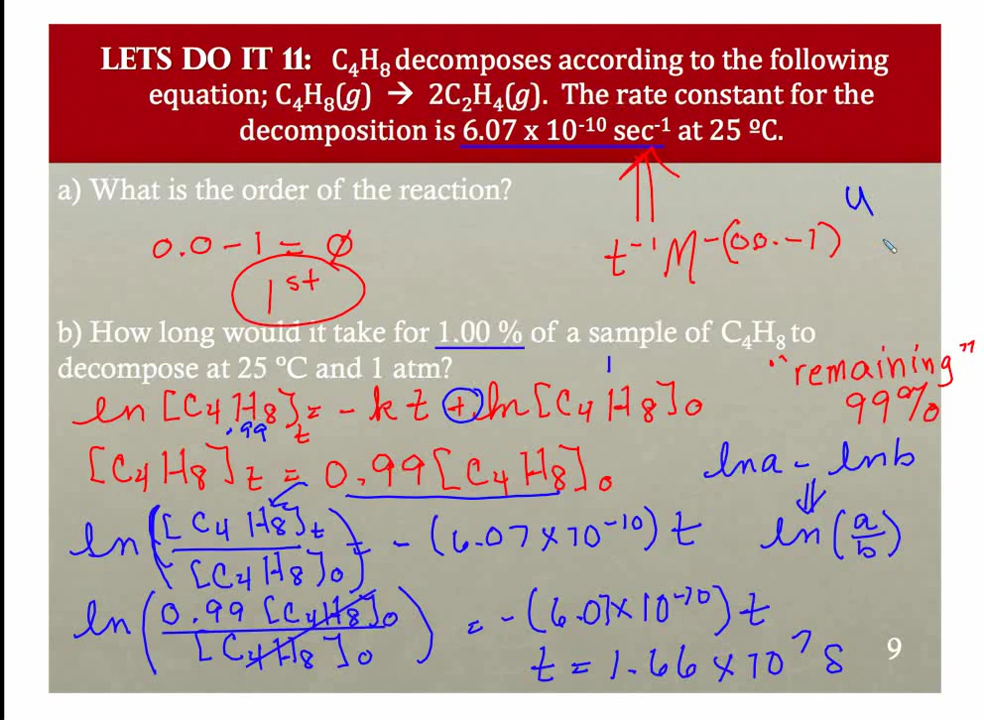 LETS DO IT 11: C₄H₈ decomposes according to the following
equation; C₄H₈(g) → 2C₂H₄(g). The rate constant for the
decomposition is 6.07 x 10⁻¹⁰ sec⁻¹ at 25 ºC.
a) What is the order of the reaction?
u
0.0 - 1 = ∅
t⁻¹ M⁻(00.-1)
1st
b) How long would it take for 1.00 % of a sample of C₄H₈ to
decompose at 25 ºC and 1 atm?
1
"remaining"
99%
ln [C₄H₈]t = - kt + ln [C₄H₈]₀
.99
[C₄H₈]t = 0.99 [C₄H₈]₀
lna - lnb
⇓
ln([C₄H₈]t / [C₄H₈]₀) = - (6.07 x 10⁻¹⁰) t
ln(a/b)
ln(0.99 [C₄H₈]₀ / [C₄H₈]₀) = - (6.07 x 10⁻¹⁰) t
t = 1.66 x 10⁷ s
9